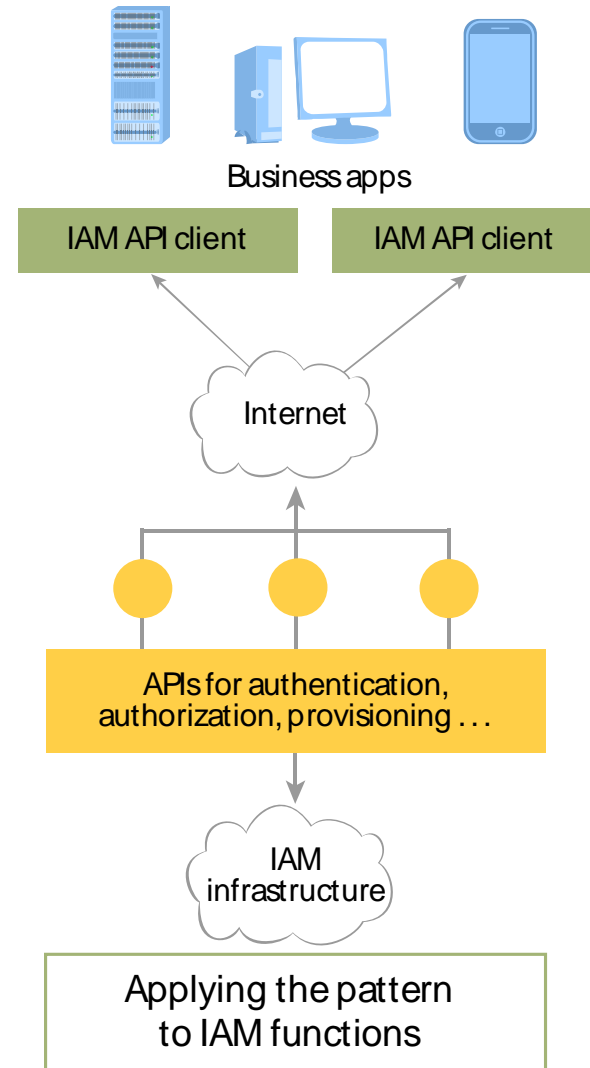 Business apps
IAM API client
IAM API client
Internet
APIs for authentication,
authorization, provisioning . . .
IAM
infrastructure
Applying the pattern
to IAM functions